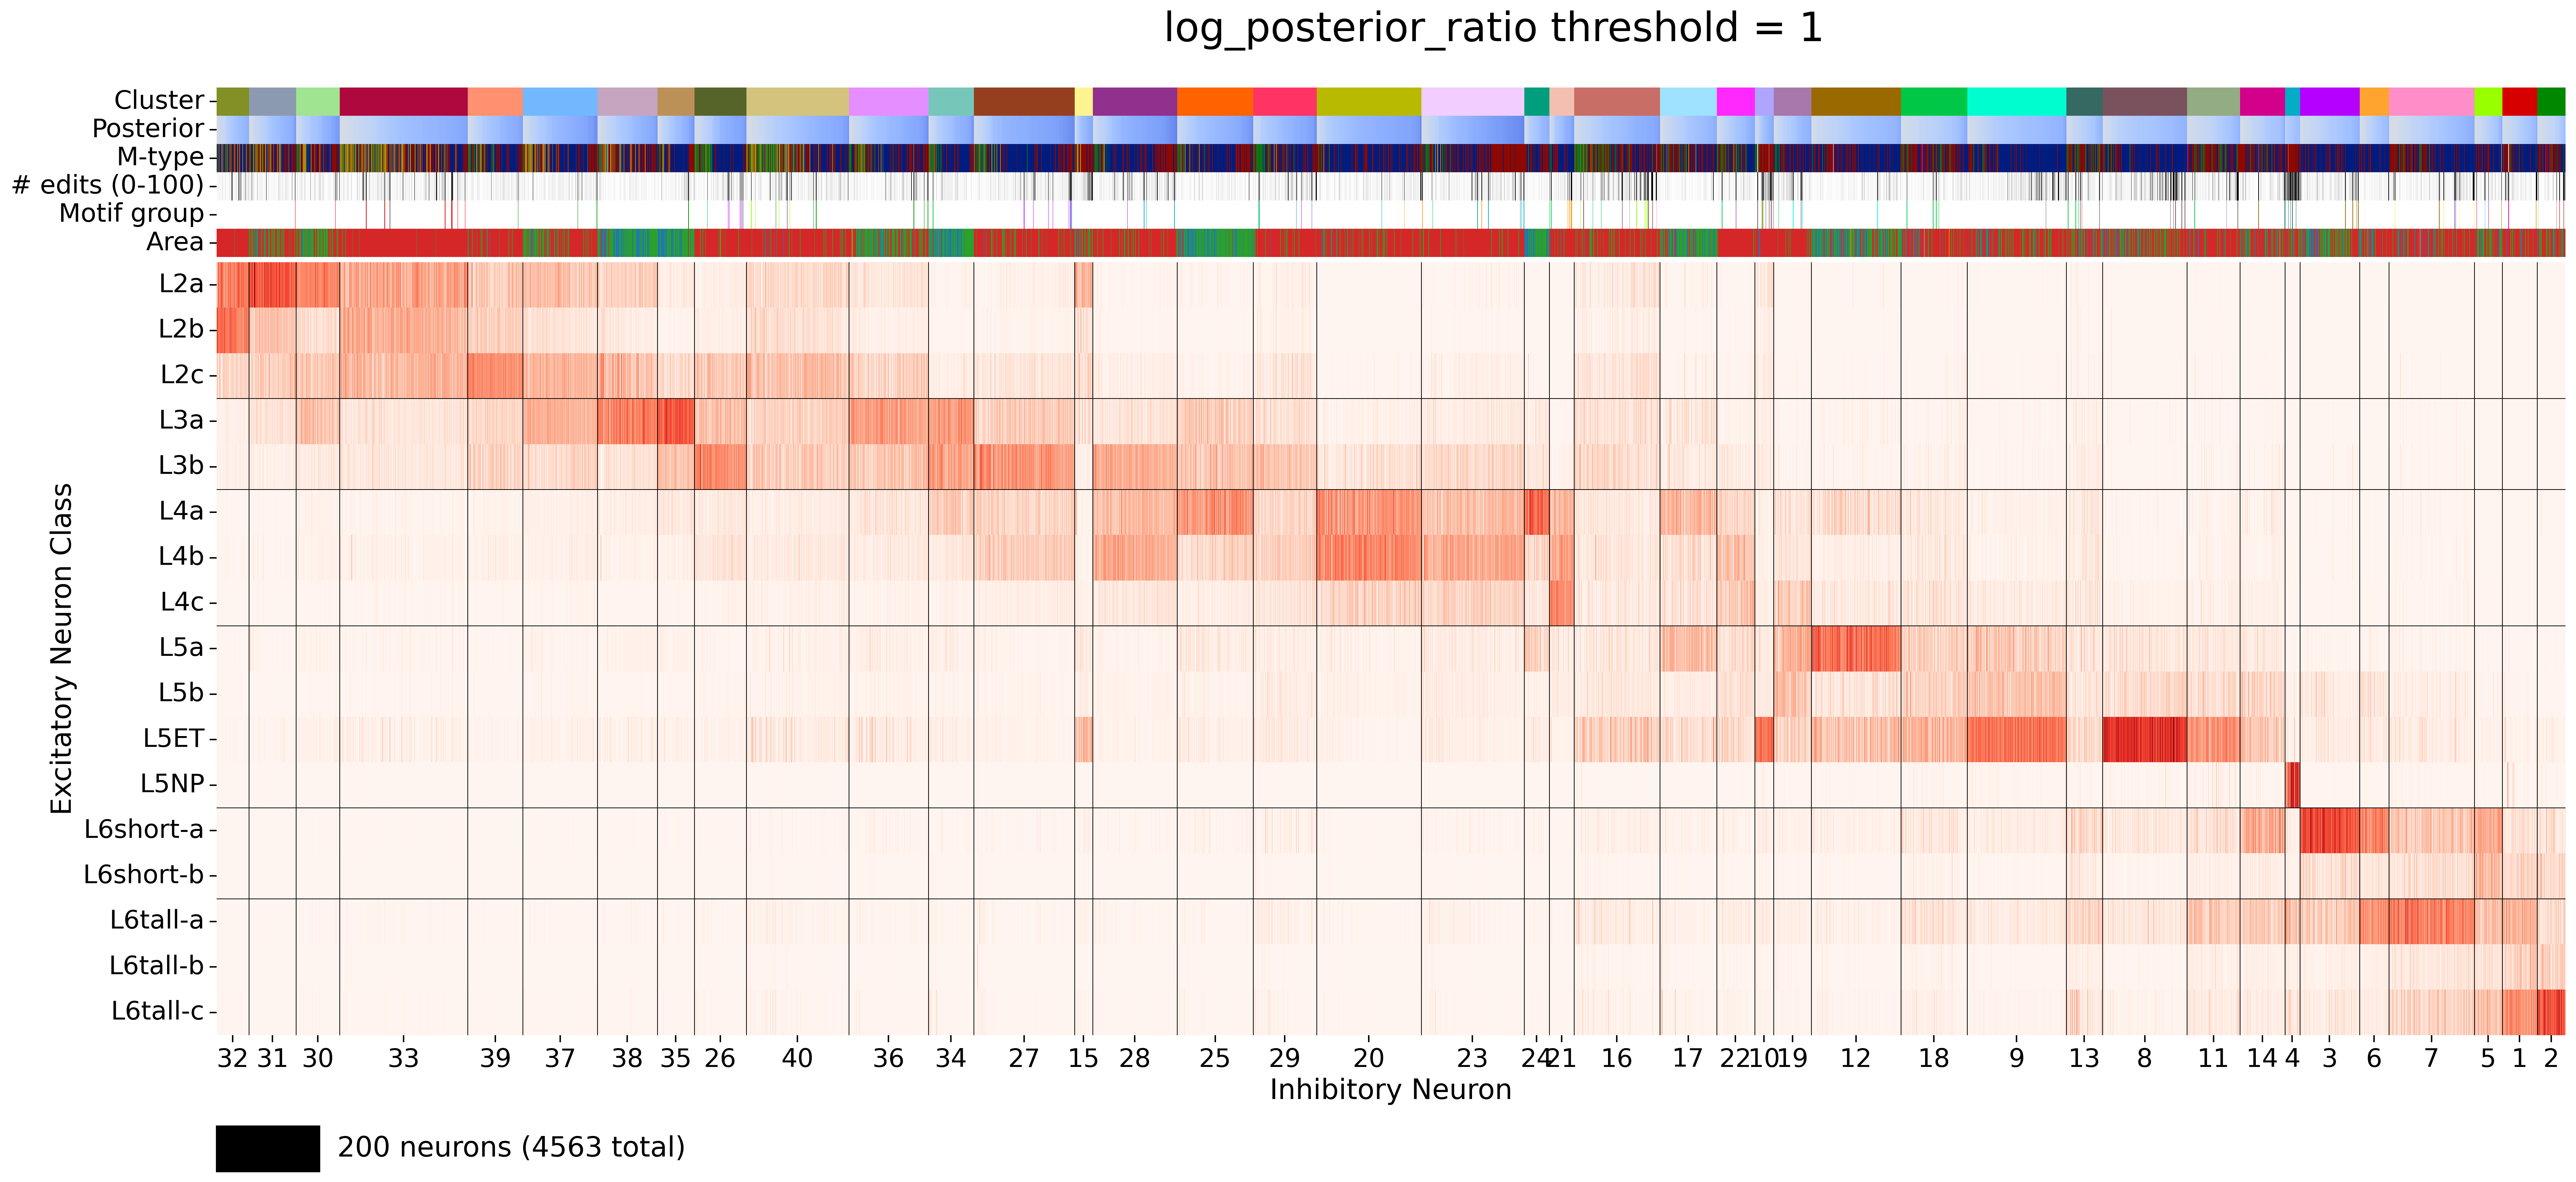 log_posterior_ratio threshold = 1
Cluster
Posterior
M-type
# edits (0-100)
Motif group
Area
L2a
L2b
L2c
L3a
L3b
L4a
L4b
L4c
L5a
L5b
L5ET
L5NP
L6short-a
L6short-b
L6tall-a
L6tall-b
L6tall-c
Excitatory Neuron Class
32 31 30 33 39 37 38 35 26 40 36 34 27 15 28 25 29 20 23 24 21 16 17 22 10 19 12 18 9 13 8 11 14 4 3 6 7 5 1 2
Inhibitory Neuron
200 neurons (4563 total)